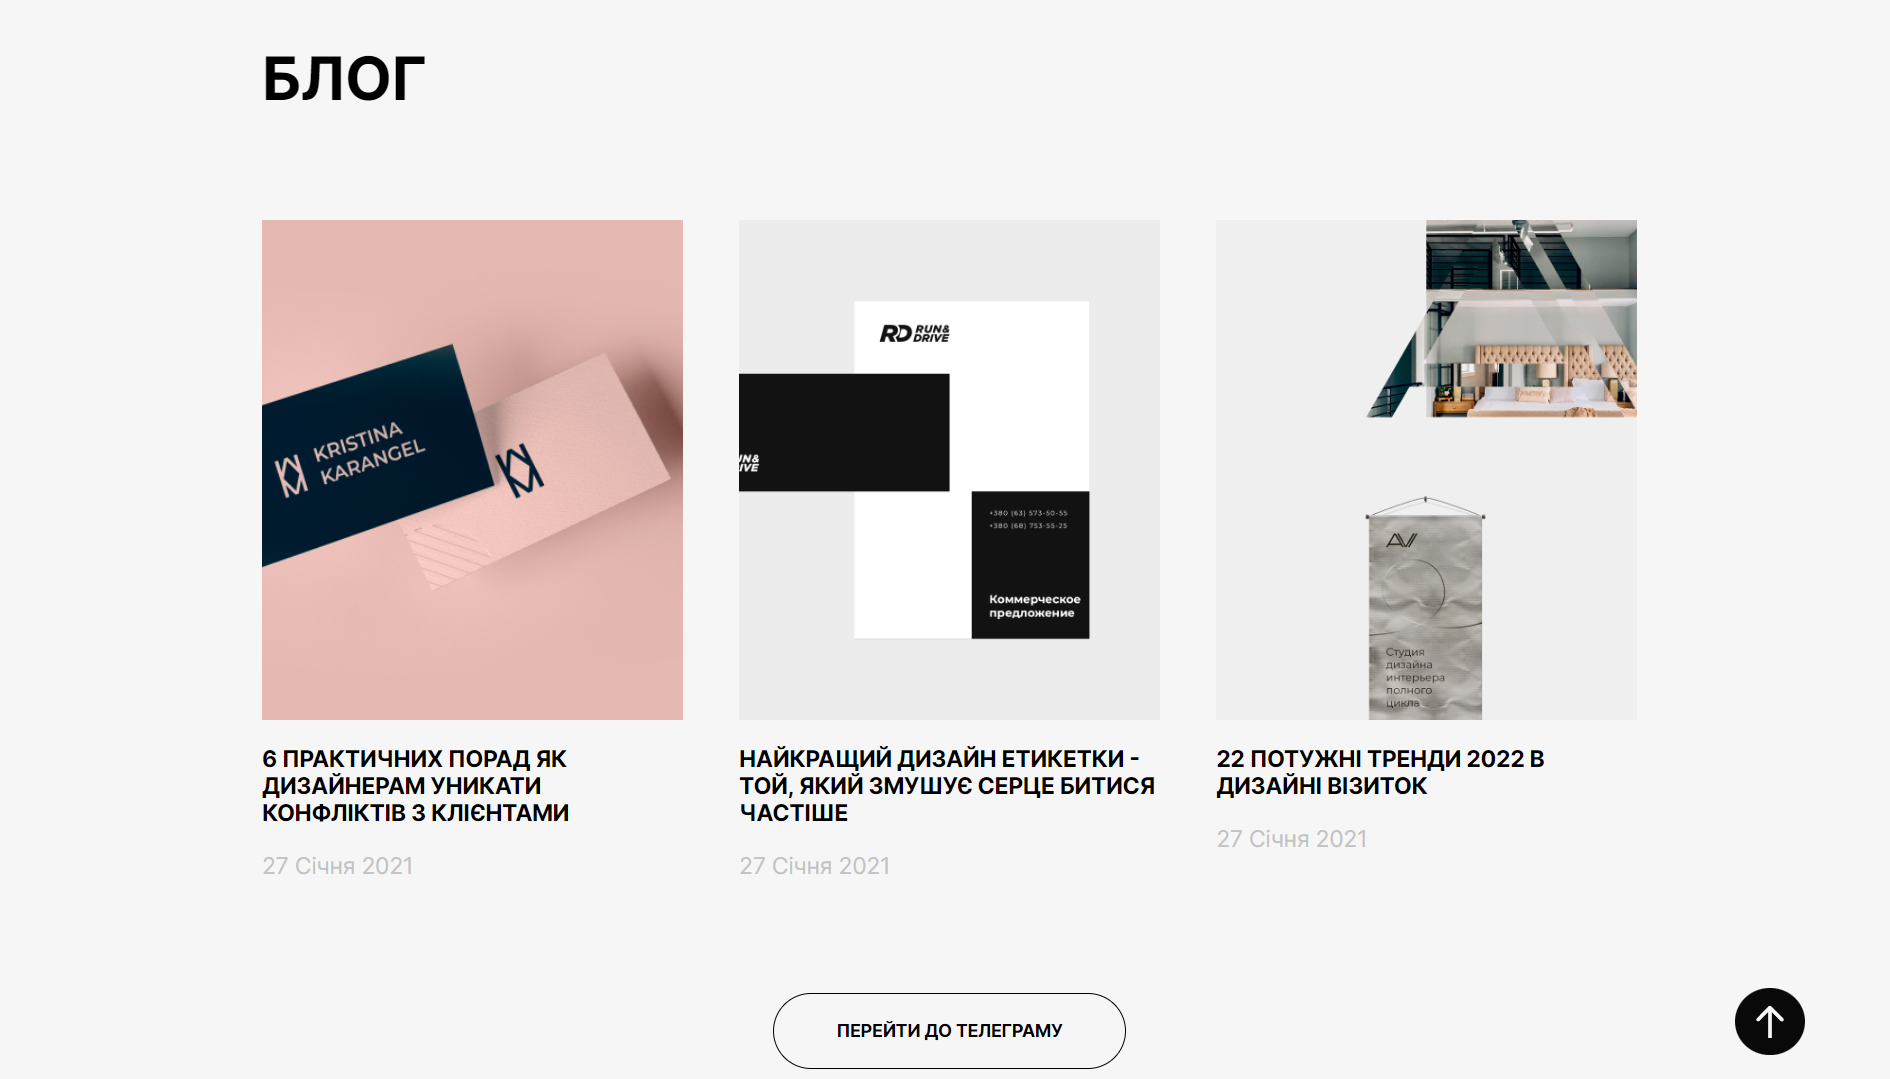 БЛОГ
KRISTINA
KARANGEL
RD RUN&
DRIVE
UN&
IVE
+380 (63) 573-50-55
+380 (68) 753-55-25
Коммерческое
предложение
AVI
Студия
дизайна
интерьера
полного
цикла
6 ПРАКТИЧНИХ ПОРАД ЯК
ДИЗАЙНЕРАМ УНИКАТИ
КОНФЛІКТІВ З КЛІЄНТАМИ
27 Січня 2021
НАЙКРАЩИЙ ДИЗАЙН ЕТИКЕТКИ -
ТОЙ, ЯКИЙ ЗМУШУЄ СЕРЦЕ БИТИСЯ
ЧАСТІШЕ
27 Січня 2021
22 ПОТУЖНІ ТРЕНДИ 2022 В
ДИЗАЙНІ ВІЗИТОК
27 Січня 2021
ПЕРЕЙТИ ДО ТЕЛЕГРАМУ